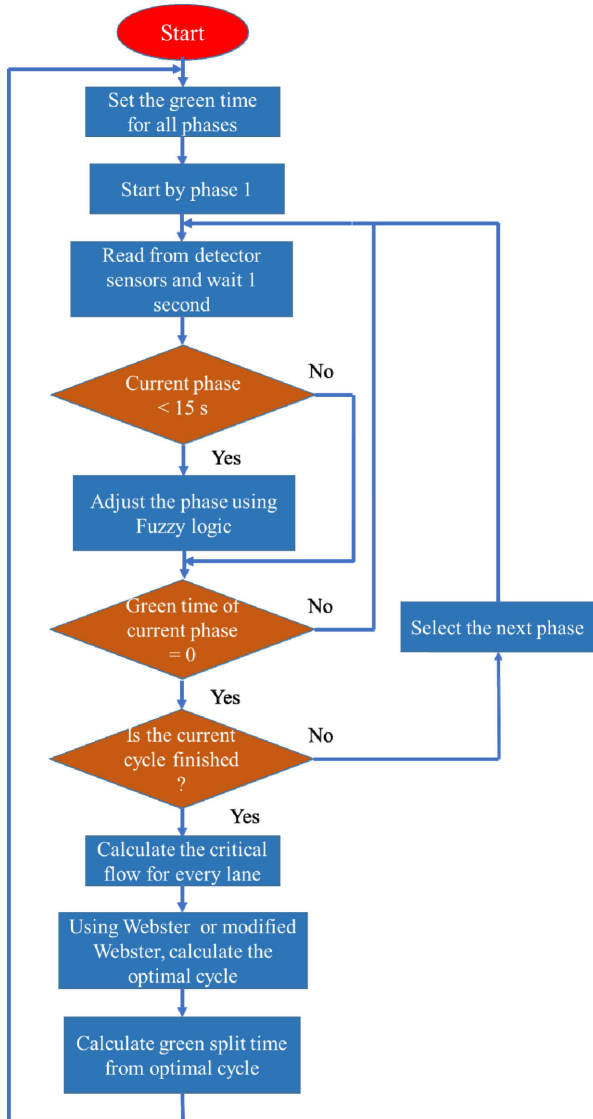 Start
Set the green time
for all phases
Start by phase 1
Read from detector
sensors and wait 1
second
Current phase
< 15 s
No
Yes
Adjust the phase using
Fuzzy logic
Green time of
current phase
= 0
No
Select the next phase
Yes
Is the current
cycle finished
?
No
Yes
Calculate the critical
flow for every lane
Using Webster or modified
Webster, calculate the
optimal cycle
Calculate green split time
from optimal cycle